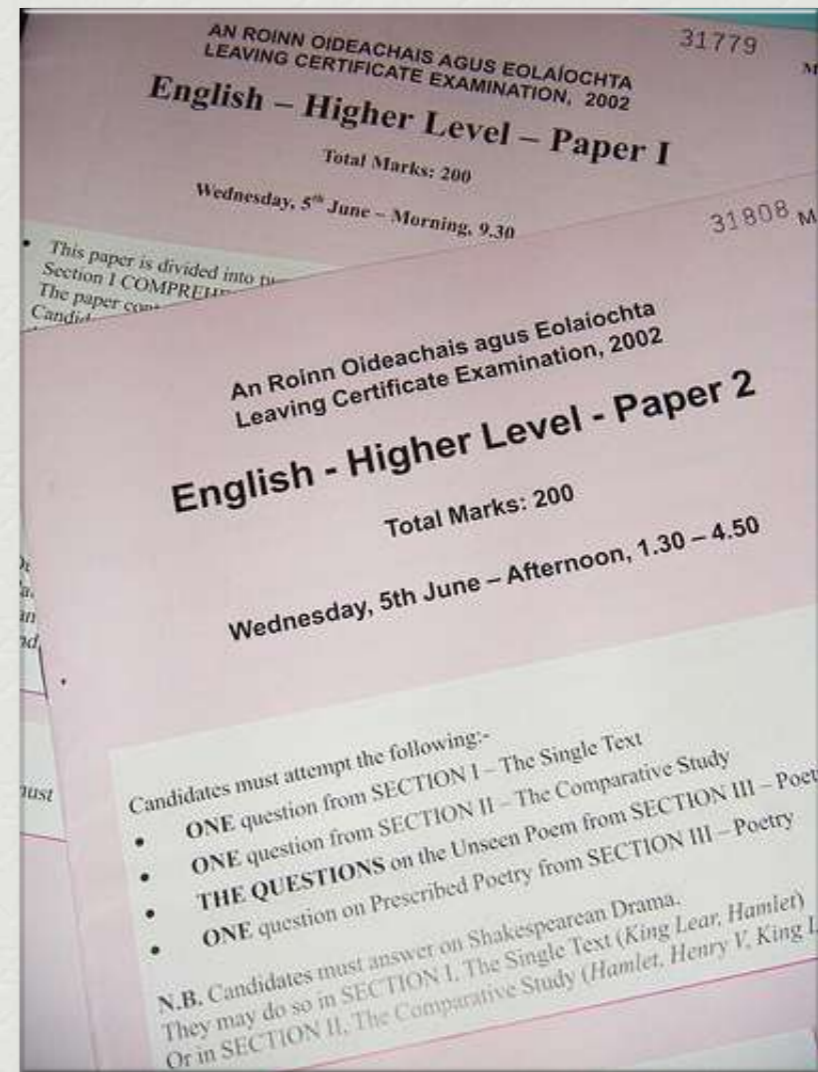 AN ROINN OIDEACHAIS AGUS EOLAÍOCHTA
LEAVING CERTIFICATE EXAMINATION, 2002
31779
M
English – Higher Level – Paper I
Total Marks: 200
Wednesday, 5th June – Morning, 9.30
• This paper is divided into
Section I
The paper
31808 M
An Roinn Oideachais agus Eolaiochta
Leaving Certificate Examination, 2002
English - Higher Level - Paper 2
Total Marks: 200
Wednesday, 5th June – Afternoon, 1.30 – 4.50
Candidates must attempt the following:-
• ONE question from SECTION I – The Single Text
• ONE question from SECTION II – The Comparative Study
• THE QUESTIONS on the Unseen Poem from SECTION III –
• ONE question on Prescribed Poetry from SECTION III – Poetry
N.B. Candidates must answer on Shakespearean Drama.
They may do so in SECTION I, The Single Text (King Lear, Hamlet)
Or in SECTION II, The Comparative Study (Hamlet, Henry V, King